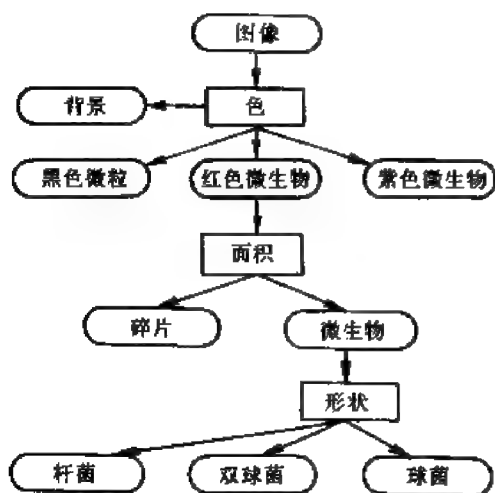 图像
背景
色
黑色微粒
红色微生物
紫色微生物
面积
碎片
微生物
形状
杆菌
双球菌
球菌